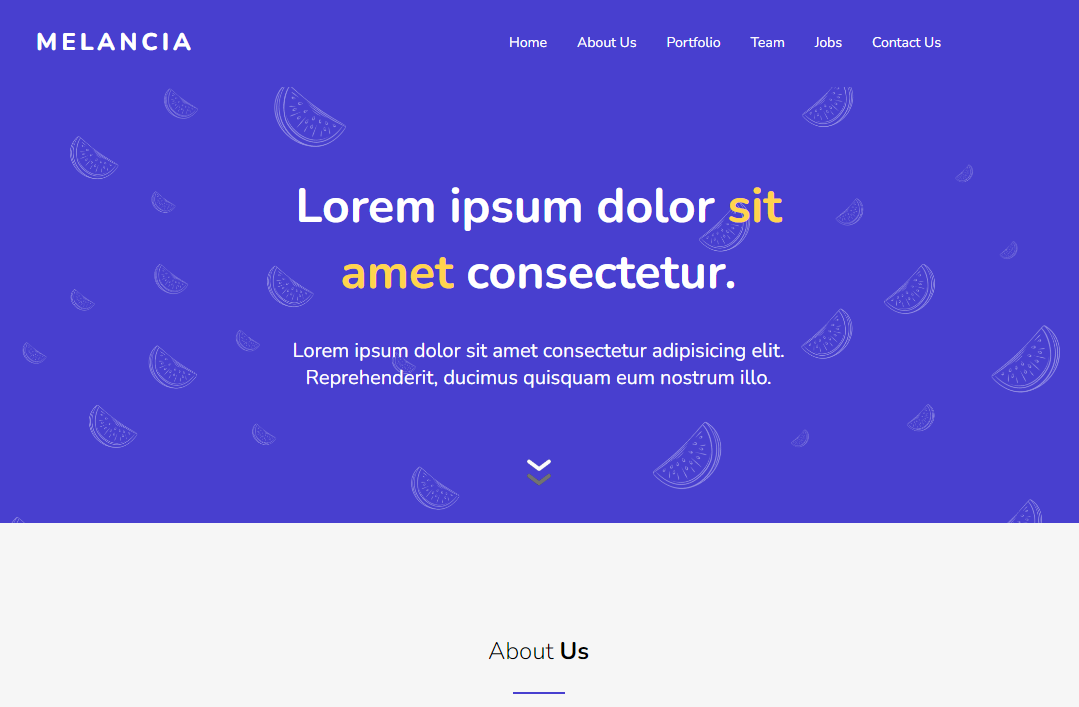 MELANCIA
Home About Us Portfolio Team Jobs Contact Us
Lorem ipsum dolor sit
amet consectetur.
Lorem ipsum dolor sit amet consectetur adipisicing elit.
Reprehenderit, ducimus quisquam eum nostrum illo.
About Us